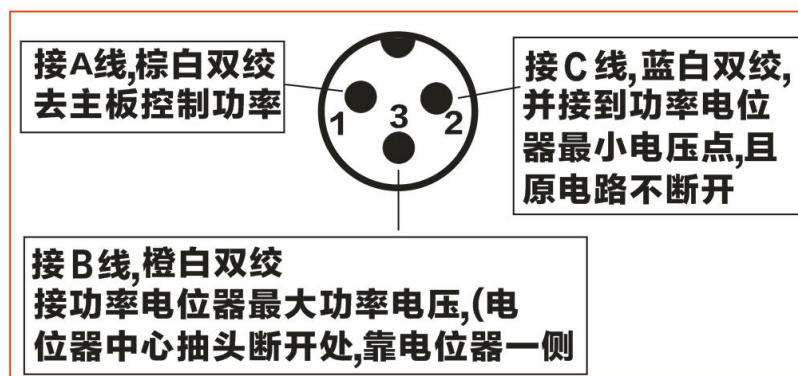 接A线,棕白双绞
去主板控制功率
接C线,蓝白双绞,
并接到功率电位
器最小电压点,且
原电路不断开
1
3
2
接B线,橙白双绞
接功率电位器最大功率电压,(电
位器中心抽头断开处,靠电位器一侧